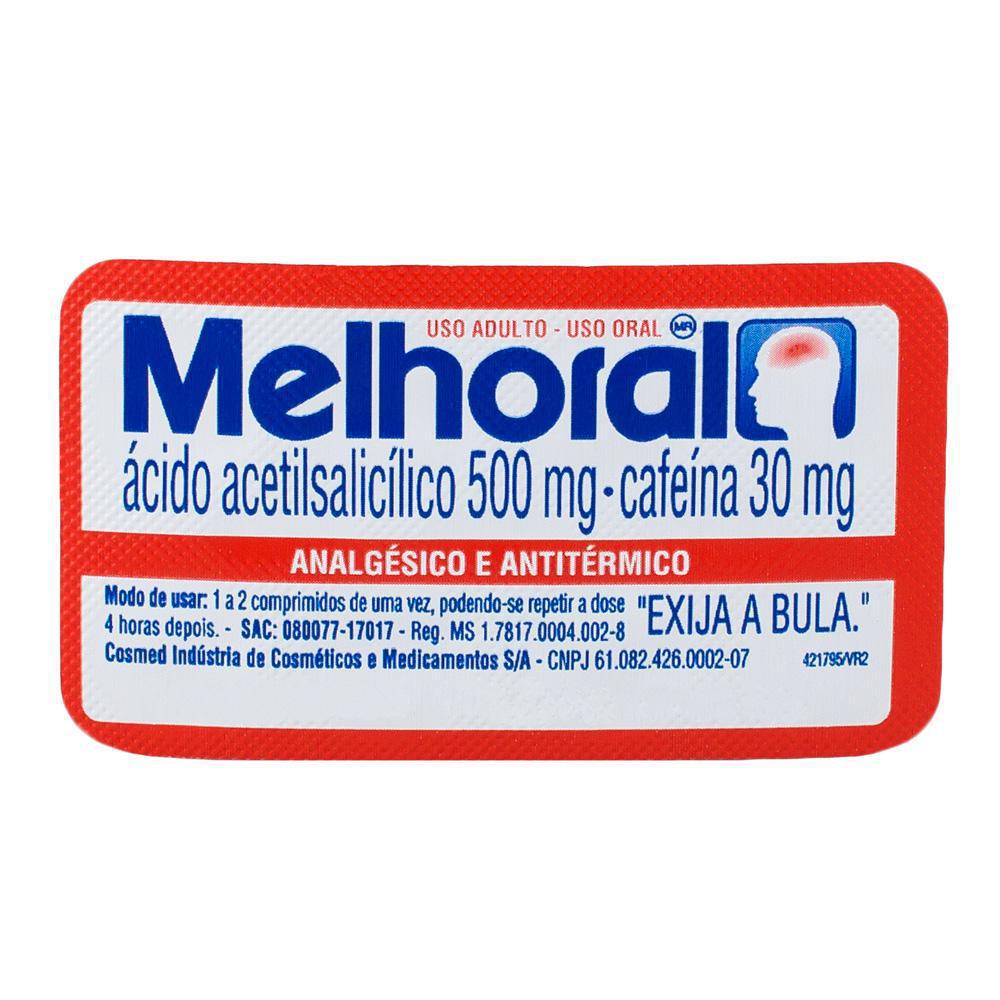 USO ADULTO - USO ORAL MR
Melhoral
ácido acetilsalicílico 500 mg · cafeína 30 mg
ANALGÉSICO E ANTITÉRMICO
Modo de usar: 1 a 2 comprimidos de uma vez, podendo-se repetir a dose
4 horas depois. - SAC: 080077-17017 - Reg. MS 1.7817.0004.002-8
"EXIJA A BULA."
Cosmed Indústria de Cosméticos e Medicamentos S/A - CNPJ 61.082.426.0002-07
421795/VR2